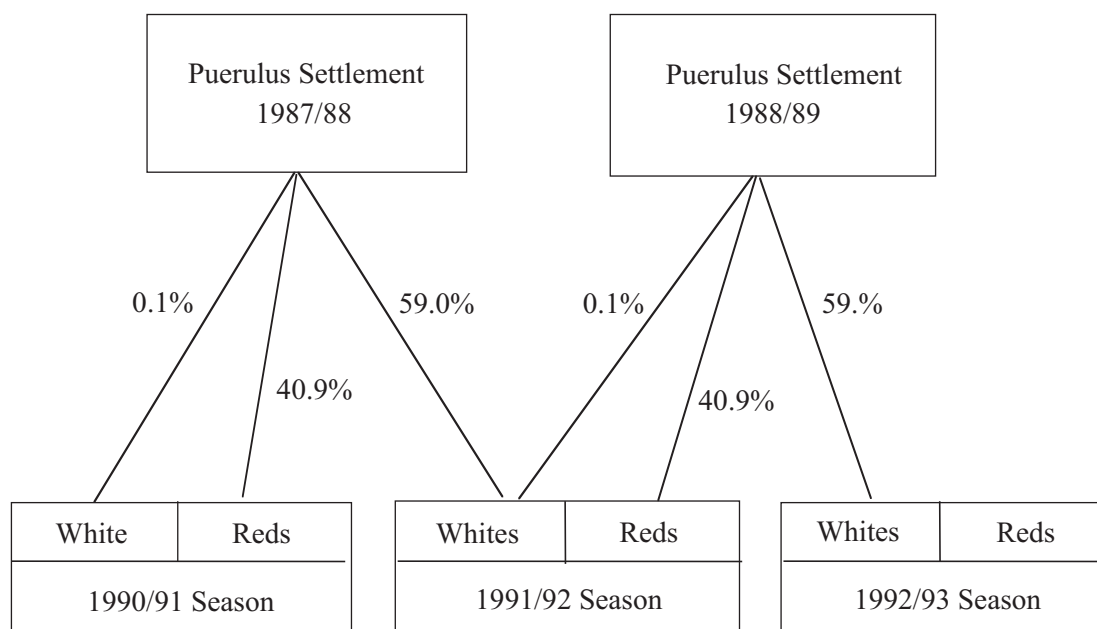 Puerulus Settlement
1987/88
Puerulus Settlement
1988/89
0.1%
59.0%
0.1%
59.%
40.9%
40.9%
White
Reds
Whites
Reds
Whites
Reds
1990/91 Season
1991/92 Season
1992/93 Season